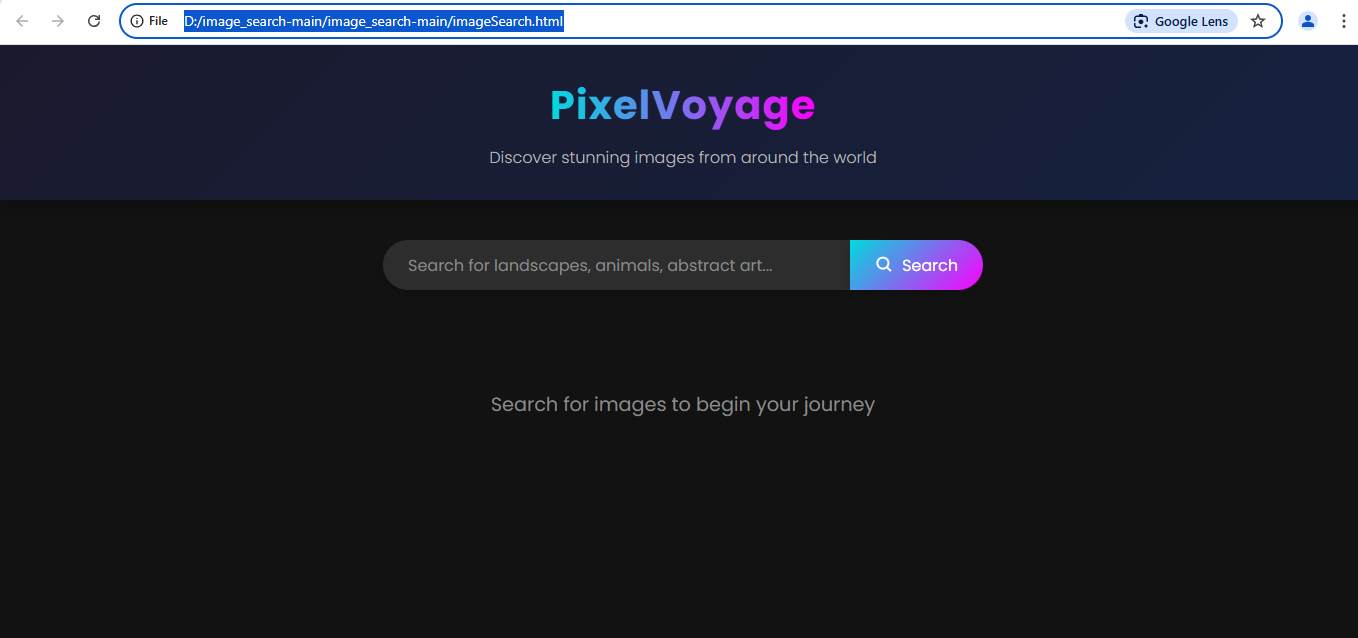 File D:/image_search-main/image_search-main/imageSearch.html Google Lens
PixelVoyage
Discover stunning images from around the world
Search for landscapes, animals, abstract art... Search
Search for images to begin your journey